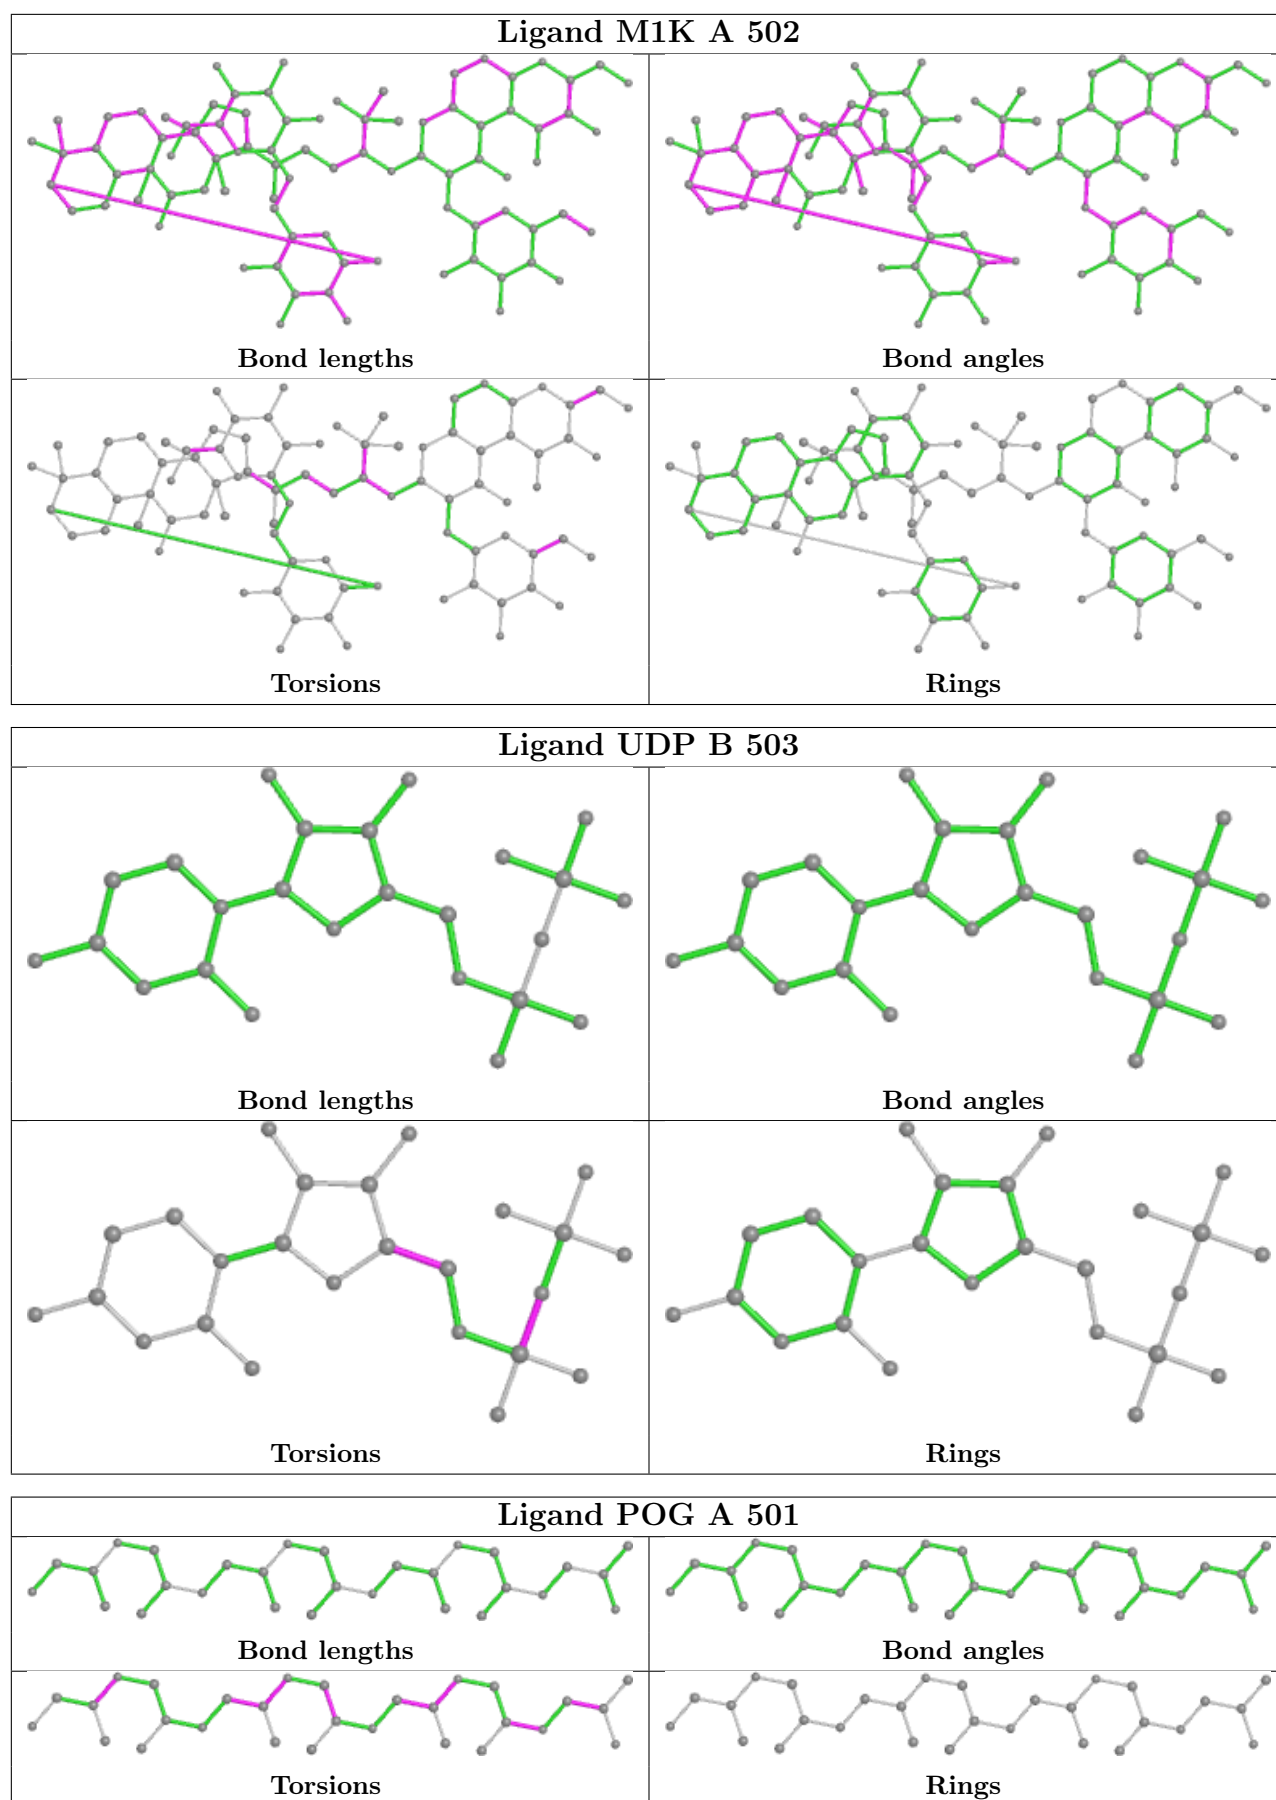 Ligand M1K A 502
Bond lengths
Bond angles
Torsions
Rings
Ligand UDP B 503
Bond lengths
Bond angles
Torsions
Rings
Ligand POG A 501
Bond lengths
Bond angles
Torsions
Rings